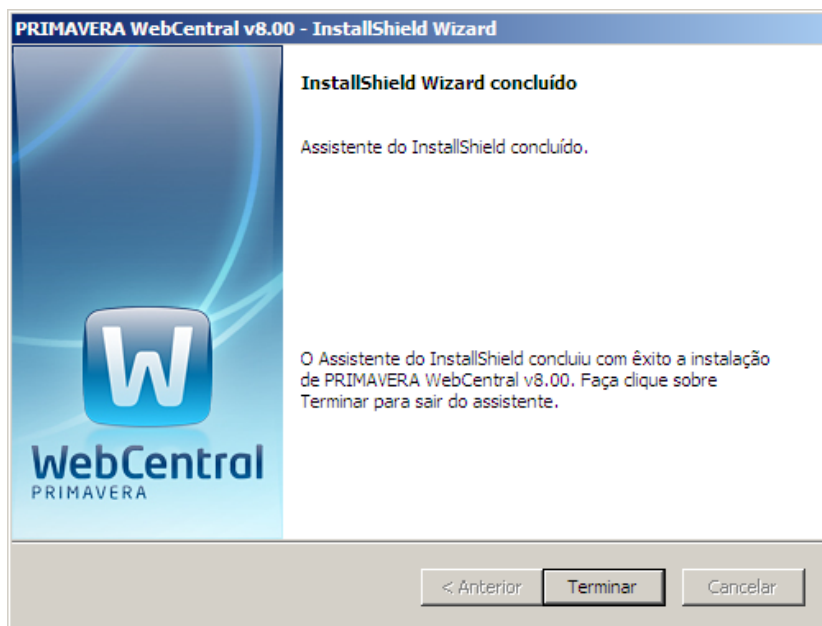 PRIMAVERA WebCentral v8.00 - InstallShield Wizard
InstallShield Wizard concluído
Assistente do InstallShield concluído.
O Assistente do InstallShield concluiu com êxito a instalação
de PRIMAVERA WebCentral v8.00. Faça clique sobre
Terminar para sair do assistente.
W
WebCentral
PRIMAVERA
< Anterior
Terminar
Cancelar